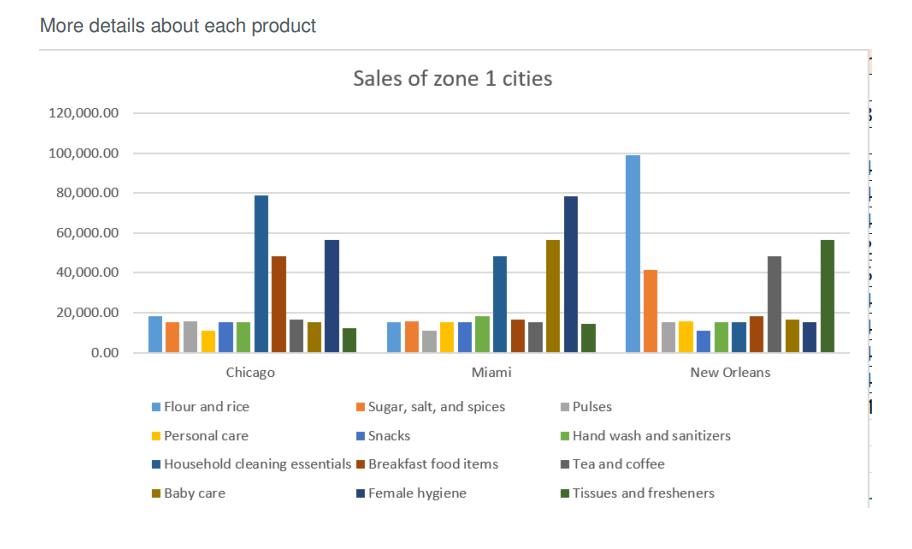 More details about each product
Sales of zone 1 cities
120,000.00
100,000.00
80,000.00
60,000.00
40,000.00
20,000.00
0.00
Chicago Miami New Orleans
Flour and rice Sugar, salt, and spices Pulses
Personal care Snacks Hand wash and sanitizers
Household cleaning essentials Breakfast food items Tea and coffee
Baby care Female hygiene Tissues and fresheners